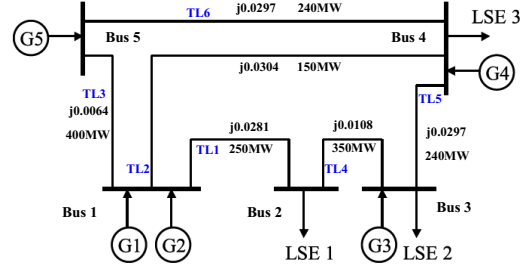 TL6 j0.0297 240MW
LSE 3
G5
Bus 5
Bus 4
j0.0304 150MW
G4
TL3
j0.0064
400MW
TL5
j0.0297
240MW
TL2
TL1
j0.0281
250MW
j0.0108
350MW
TL4
Bus 1
Bus 2
Bus 3
G1
G2
LSE 1
G3
LSE 2